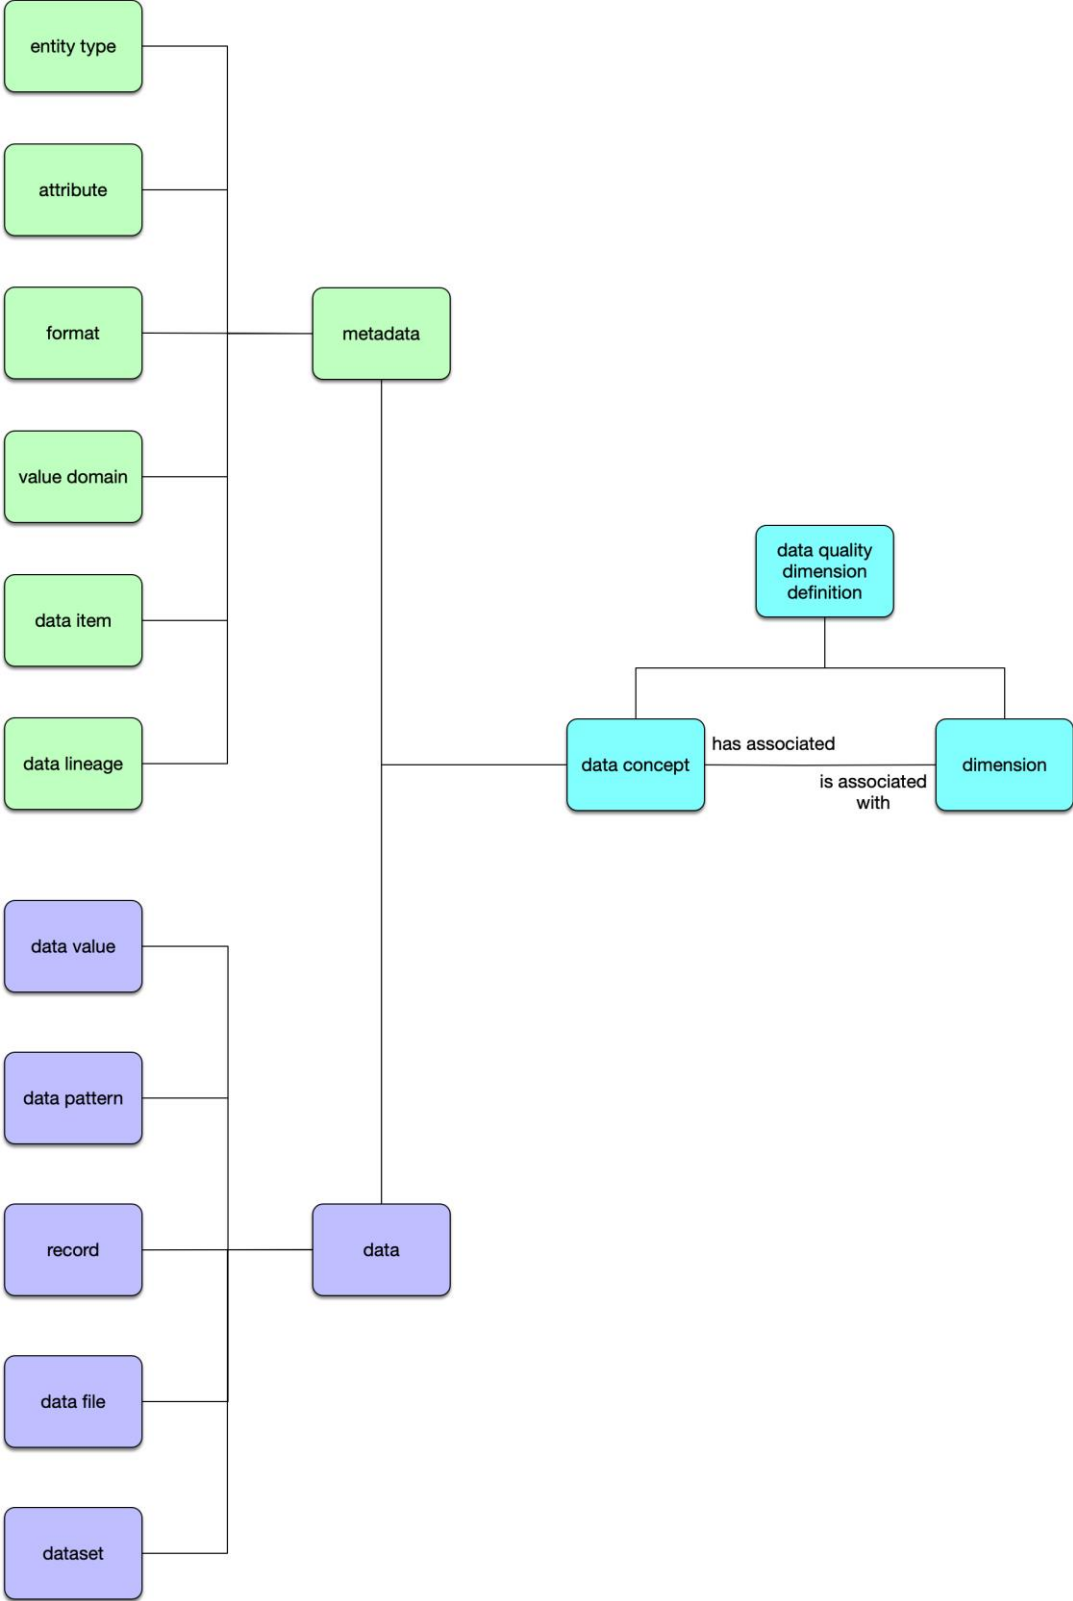 entity type
attribute
format
metadata
value domain
data quality
dimension
definition
data item
data lineage
data concept
has associated
is associated
with
dimension
data value
data pattern
record
data
data file
dataset